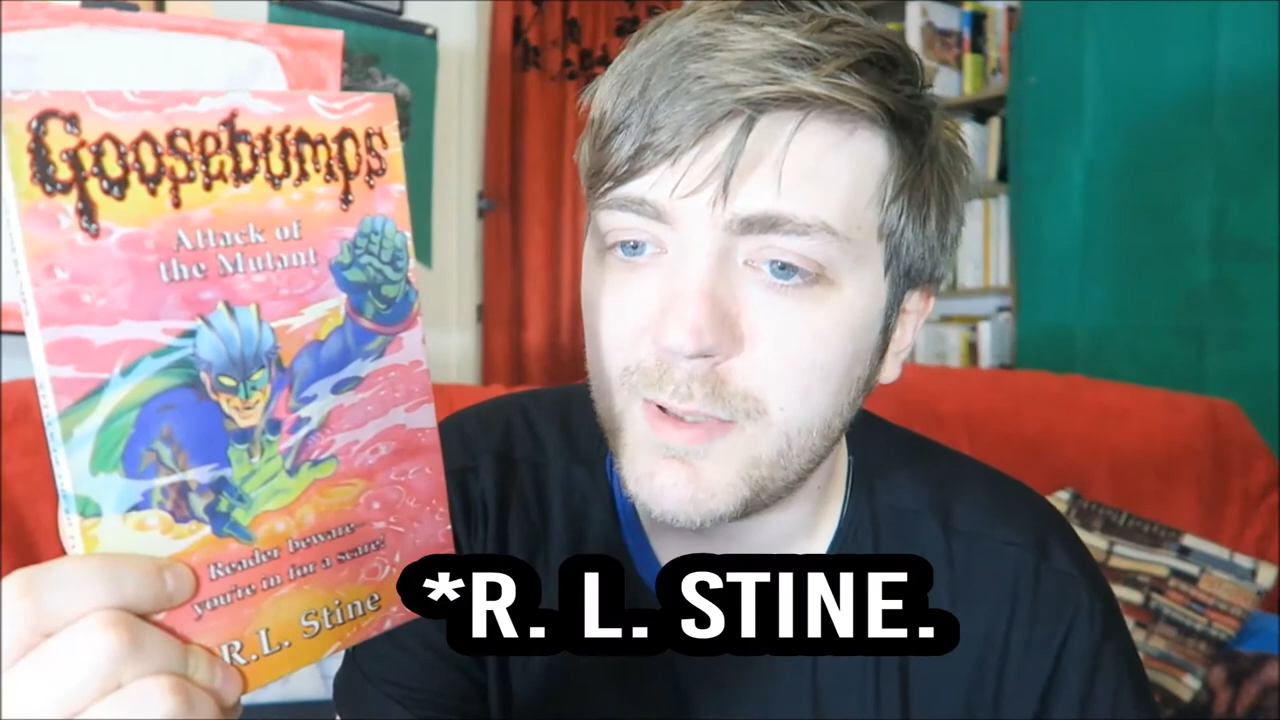 Goosebumps
Attack of
the Mutant
Reader beware—
you're in for a scare!
R.L. Stine
*R. L. STINE.